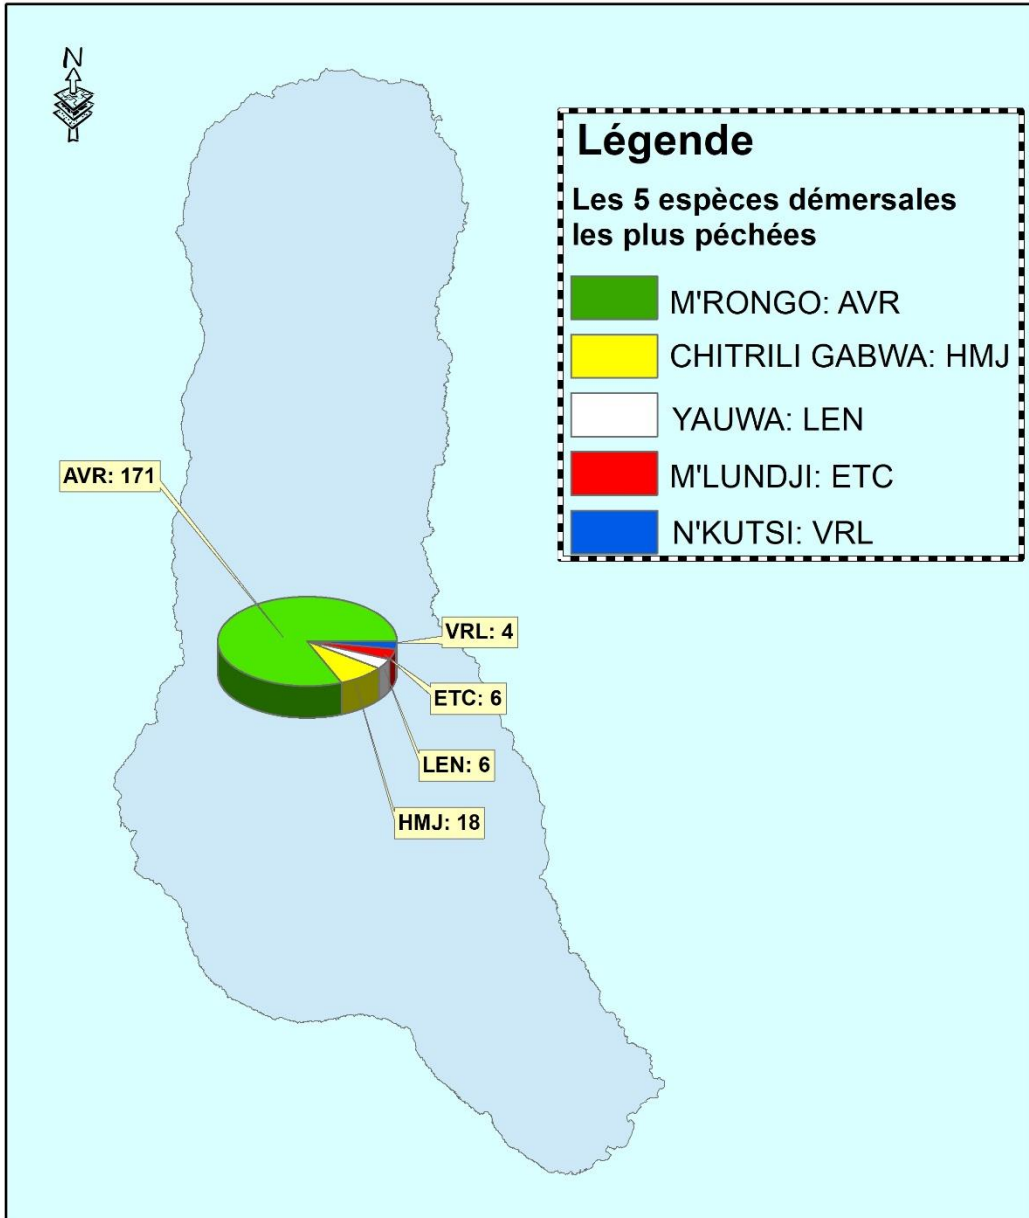 N
Légende
Les 5 espèces démersales
les plus péchées
M'RONGO: AVR
CHITRILI GABWA: HMJ
YAUWA: LEN
M'LUNDJI: ETC
N'KUTSI: VRL
AVR: 171
VRL: 4
ETC: 6
LEN: 6
HMJ: 18